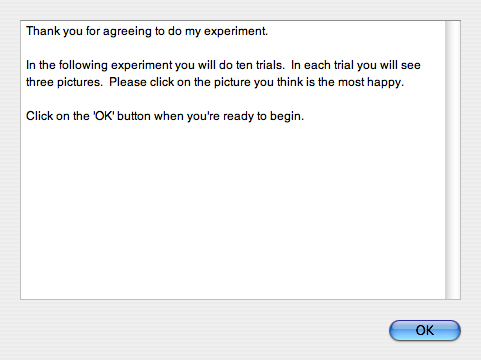 Thank you for agreeing to do my experiment.
In the following experiment you will do ten trials.  In each trial you will see
three pictures.  Please click on the picture you think is the most happy.
Click on the 'OK' button when you're ready to begin.
OK